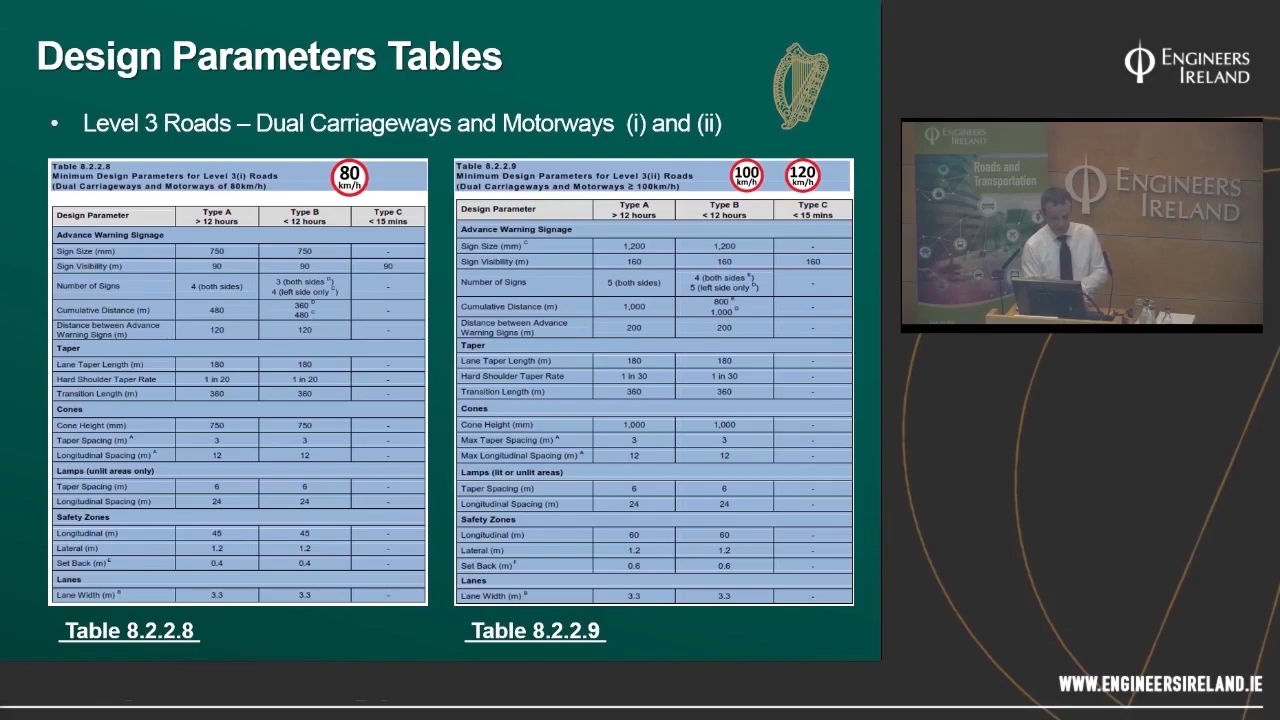 Design Parameters Tables
• Level 3 Roads – Dual Carriageways and Motorways (i) and (ii)
Table 8.2.2.8
Minimum Design Parameters for Level 3(i) Roads
(Dual Carriageways and Motorways of 80km/h)
80
km/h
Design Parameter Type A > 12 hours Type B < 12 hours Type C < 15 mins
Advance Warning Signage
Sign Size (mm) 750 750 -
Sign Visibility (m) 90 90 90
Number of Signs 4 (both sides) 3 (both sides D) 4 (left side only C) -
Cumulative Distance (m) 480 360 D 480 C -
Distance between Advance Warning Signs (m) 120 120 -
Taper
Lane Taper Length (m) 180 180 -
Hard Shoulder Taper Rate 1 in 20 1 in 20 -
Transition Length (m) 360 360 -
Cones
Cone Height (mm) 750 750 -
Taper Spacing (m) A 3 3 -
Longitudinal Spacing (m) A 12 12 -
Lamps (unlit areas only)
Taper Spacing (m) 6 6 -
Longitudinal Spacing (m) 24 24 -
Safety Zones
Longitudinal (m) 45 45 -
Lateral (m) 1.2 1.2 -
Set Back (m) E 0.4 0.4 -
Lanes
Lane Width (m) B 3.3 3.3 -
Table 8.2.2.8
Table 8.2.2.9
Minimum Design Parameters for Level 3(ii) Roads
(Dual Carriageways and Motorways ≥ 100km/h)
100
km/h
120
km/h
Design Parameter Type A > 12 hours Type B < 12 hours Type C < 15 mins
Advance Warning Signage
Sign Size (mm) C 1,200 1,200 -
Sign Visibility (m) 160 160 160
Number of Signs 5 (both sides) 4 (both sides E) 5 (left side only D) -
Cumulative Distance (m) 1,000 800 E 1,000 D -
Distance between Advance Warning Signs (m) 200 200 -
Taper
Lane Taper Length (m) 180 180 -
Hard Shoulder Taper Rate 1 in 30 1 in 30 -
Transition Length (m) 360 360 -
Cones
Cone Height (mm) 1,000 1,000 -
Max Taper Spacing (m) A 3 3 -
Max Longitudinal Spacing (m) A 12 12 -
Lamps (lit or unlit areas)
Taper Spacing (m) 6 6 -
Longitudinal Spacing (m) 24 24 -
Safety Zones
Longitudinal (m) 60 60 -
Lateral (m) 1.2 1.2 -
Set Back (m) F 0.6 0.6 -
Lanes
Lane Width (m) B 3.3 3.3 -
Table 8.2.2.9
ENGINEERS
IRELAND
ENGINEERS
IRELAND
Roads and
Transportation
ENGINEERS
IRELAND
WWW.ENGINEERSIRELAND.IE